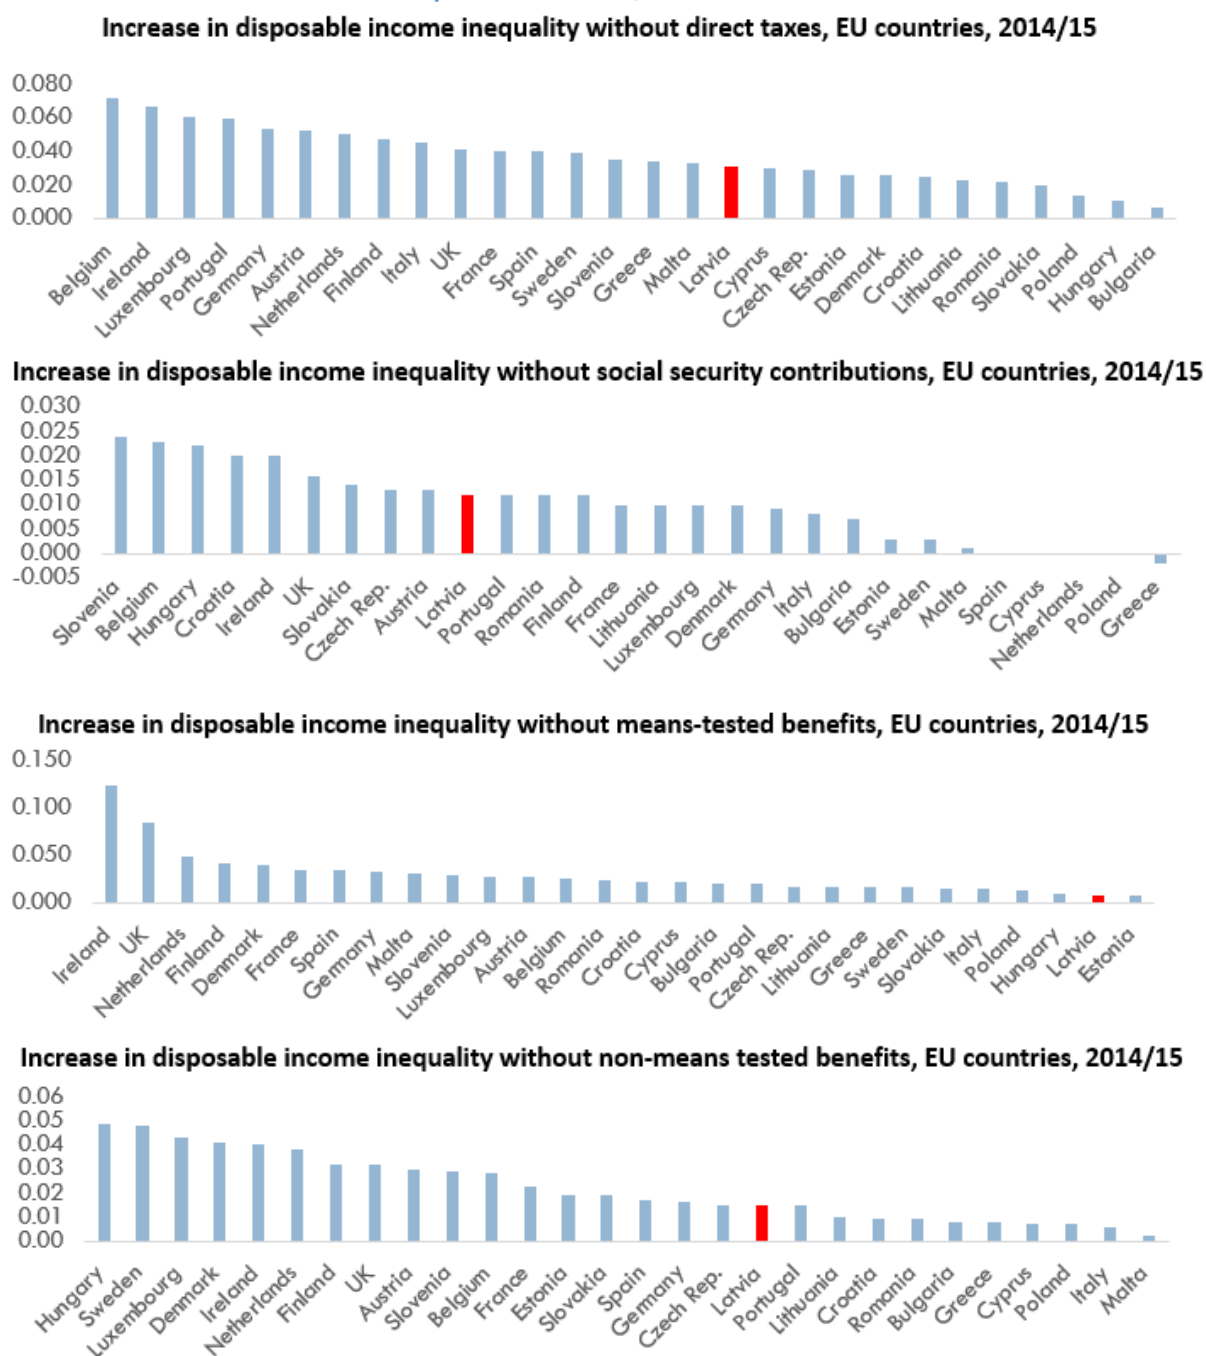 Increase in disposable income inequality without direct taxes, EU countries, 2014/15
0.080
0.060
0.040
0.020
0.000
Belgium
Ireland
Luxembourg
Portugal
Germany
Austria
Netherlands
Finland
Italy
UK
France
Spain
Sweden
Slovenia
Greece
Malta
Latvia
Cyprus
Czech Rep.
Estonia
Denmark
Croatia
Lithuania
Romania
Slovakia
Poland
Hungary
Bulgaria
Increase in disposable income inequality without social security contributions, EU countries, 2014/15
0.030
0.025
0.020
0.015
0.010
0.005
0.000
-0.005
Slovenia
Belgium
Hungary
Croatia
Ireland
UK
Slovakia
Czech Rep.
Austria
Latvia
Portugal
Romania
Finland
France
Lithuania
Luxembourg
Denmark
Germany
Italy
Bulgaria
Estonia
Sweden
Malta
Spain
Cyprus
Netherlands
Poland
Greece
Increase in disposable income inequality without means-tested benefits, EU countries, 2014/15
0.150
0.100
0.050
0.000
Ireland
UK
Netherlands
Finland
Denmark
France
Spain
Germany
Malta
Slovenia
Luxembourg
Austria
Belgium
Romania
Croatia
Cyprus
Bulgaria
Portugal
Czech Rep.
Lithuania
Greece
Sweden
Slovakia
Italy
Poland
Hungary
Latvia
Estonia
Increase in disposable income inequality without non-means tested benefits, EU countries, 2014/15
0.06
0.05
0.04
0.03
0.02
0.01
0.00
Hungary
Sweden
Luxembourg
Denmark
Ireland
Netherlands
Finland
UK
Austria
Slovenia
Belgium
France
Estonia
Slovakia
Spain
Germany
Czech Rep.
Latvia
Portugal
Lithuania
Croatia
Romania
Bulgaria
Greece
Cyprus
Poland
Italy
Malta